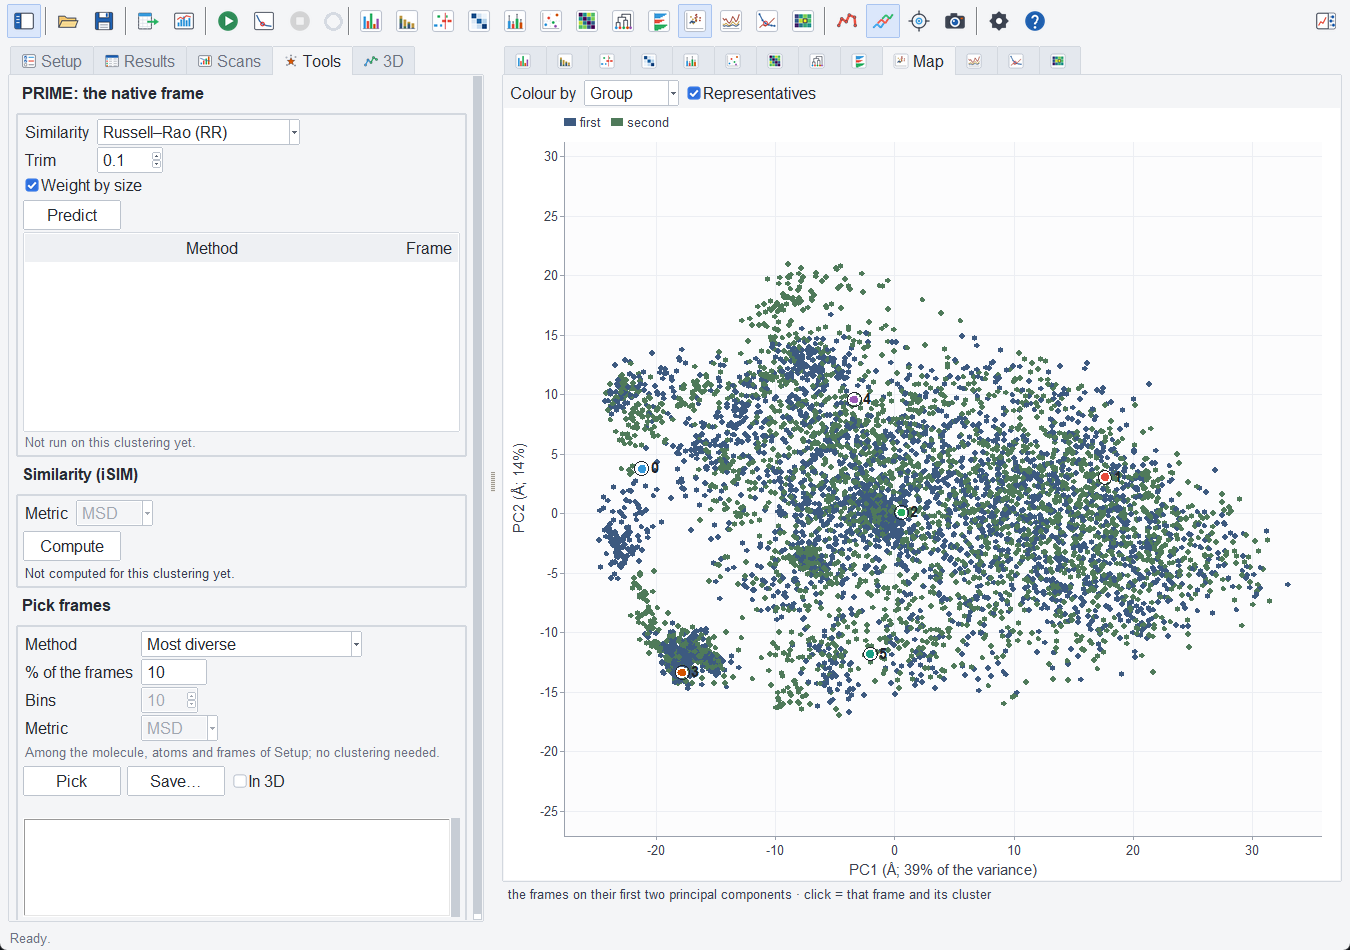 Setup
Results
Scans
Tools
3D
Map
PRIME: the native frame
Similarity Russell–Rao (RR)
Trim 0.1
Weight by size
Predict
Method Frame
Not run on this clustering yet.
Similarity (iSIM)
Metric MSD
Compute
Not computed for this clustering yet.
Pick frames
Method Most diverse
% of the frames 10
Bins 10
Metric MSD
Among the molecule, atoms and frames of Setup; no clustering needed.
Pick Save... In 3D
Colour by Group Representatives
first second
30
25
20
15
10
5
0
-5
-10
-15
-20
-25
PC2 (Å; 14%)
4
0
1
2
5
3
-20 -10 0 10 20 30
PC1 (Å; 39% of the variance)
the frames on their first two principal components · click = that frame and its cluster
Ready.